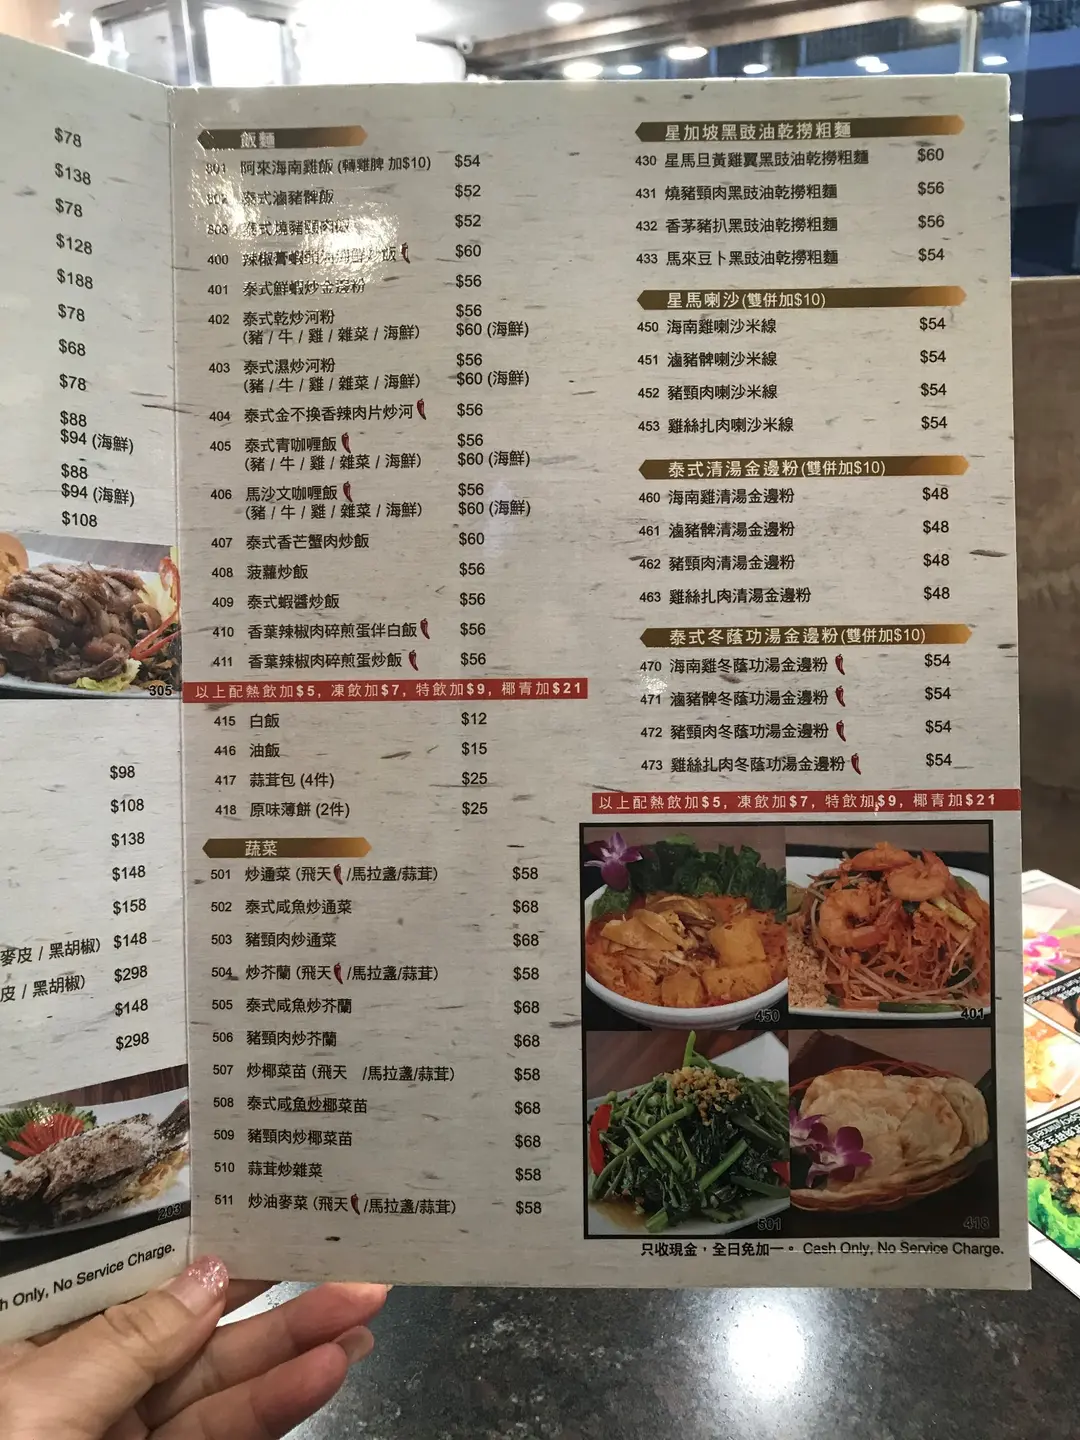 $78
$138
$78
$128
$188
$78
$68
$78
$88
$94 (海鮮)
$88
$94 (海鮮)
$108
305
$98
$108
$138
$148
$158
麥皮 / 黑胡椒) $148
皮 / 黑胡椒) $298
$148
$298
203
h Only, No Service Charge.
飯麵
801 阿來海南雞飯 (轉雞脾 加$10) $54
802 泰式滷豬髀飯 $52
803 泰式燒豬頸肉飯 $52
400 辣椒膏蝦 海鮮炒飯 $60
401 泰式鮮蝦炒金邊粉 $56
402 泰式乾炒河粉 $56
(豬 / 牛 / 雞 / 雜菜 / 海鮮) $60 (海鮮)
403 泰式濕炒河粉 $56
(豬 / 牛 / 雞 / 雜菜 / 海鮮) $60 (海鮮)
404 泰式金不換香辣肉片炒河 $56
405 泰式青咖喱飯 $56
(豬 / 牛 / 雞 / 雜菜 / 海鮮) $60 (海鮮)
406 馬沙文咖喱飯 $56
(豬 / 牛 / 雞 / 雜菜 / 海鮮) $60 (海鮮)
407 泰式香芒蟹肉炒飯 $60
408 菠蘿炒飯 $56
409 泰式蝦醬炒飯 $56
410 香葉辣椒肉碎煎蛋伴白飯 $56
411 香葉辣椒肉碎煎蛋炒飯 $56
以上配熱飲加$5, 凍飲加$7, 特飲加$9, 椰青加$21
415 白飯 $12
416 油飯 $15
417 蒜茸包 (4件) $25
418 原味薄餅 (2件) $25
蔬菜
501 炒通菜 (飛天/馬拉盞/蒜茸) $58
502 泰式咸魚炒通菜 $68
503 豬頸肉炒通菜 $68
504 炒芥蘭 (飛天/馬拉盞/蒜茸) $58
505 泰式咸魚炒芥蘭 $68
506 豬頸肉炒芥蘭 $68
507 炒椰菜苗 (飛天 /馬拉盞/蒜茸) $58
508 泰式咸魚炒椰菜苗 $68
509 豬頸肉炒椰菜苗 $68
510 蒜茸炒雜菜 $58
511 炒油麥菜 (飛天/馬拉盞/蒜茸) $58
星加坡黑豉油乾撈粗麵
430 星馬旦黃雞翼黑豉油乾撈粗麵 $60
431 燒豬頸肉黑豉油乾撈粗麵 $56
432 香茅豬扒黑豉油乾撈粗麵 $56
433 馬來豆卜黑豉油乾撈粗麵 $54
星馬喇沙(雙併加$10)
450 海南雞喇沙米線 $54
451 滷豬髀喇沙米線 $54
452 豬頸肉喇沙米線 $54
453 雞絲扎肉喇沙米線 $54
泰式清湯金邊粉(雙併加$10)
460 海南雞清湯金邊粉 $48
461 滷豬髀清湯金邊粉 $48
462 豬頸肉清湯金邊粉 $48
463 雞絲扎肉清湯金邊粉 $48
泰式冬蔭功湯金邊粉(雙併加$10)
470 海南雞冬蔭功湯金邊粉 $54
471 滷豬髀冬蔭功湯金邊粉 $54
472 豬頸肉冬蔭功湯金邊粉 $54
473 雞絲扎肉冬蔭功湯金邊粉 $54
以上配熱飲加$5, 凍飲加$7, 特飲加$9, 椰青加$21
450
401
501
418
只收現金，全日免加一。 Cash Only, No Service Charge.